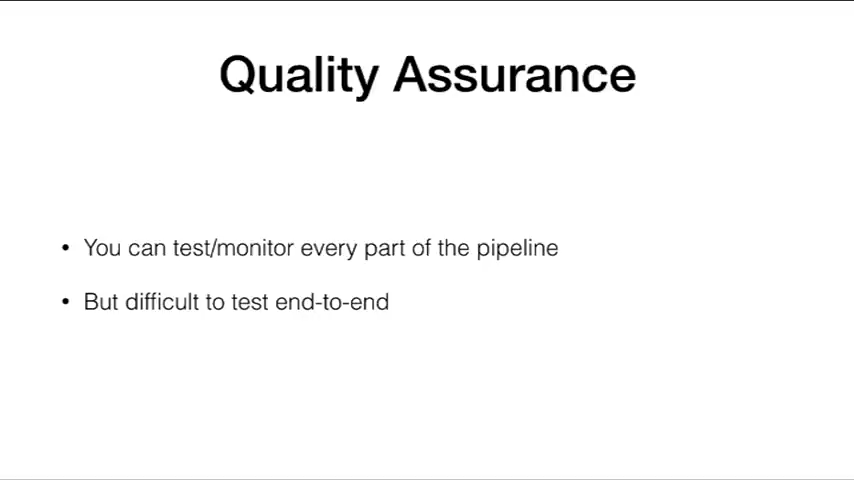 Quality Assurance
• You can test/monitor every part of the pipeline
• But difficult to test end-to-end